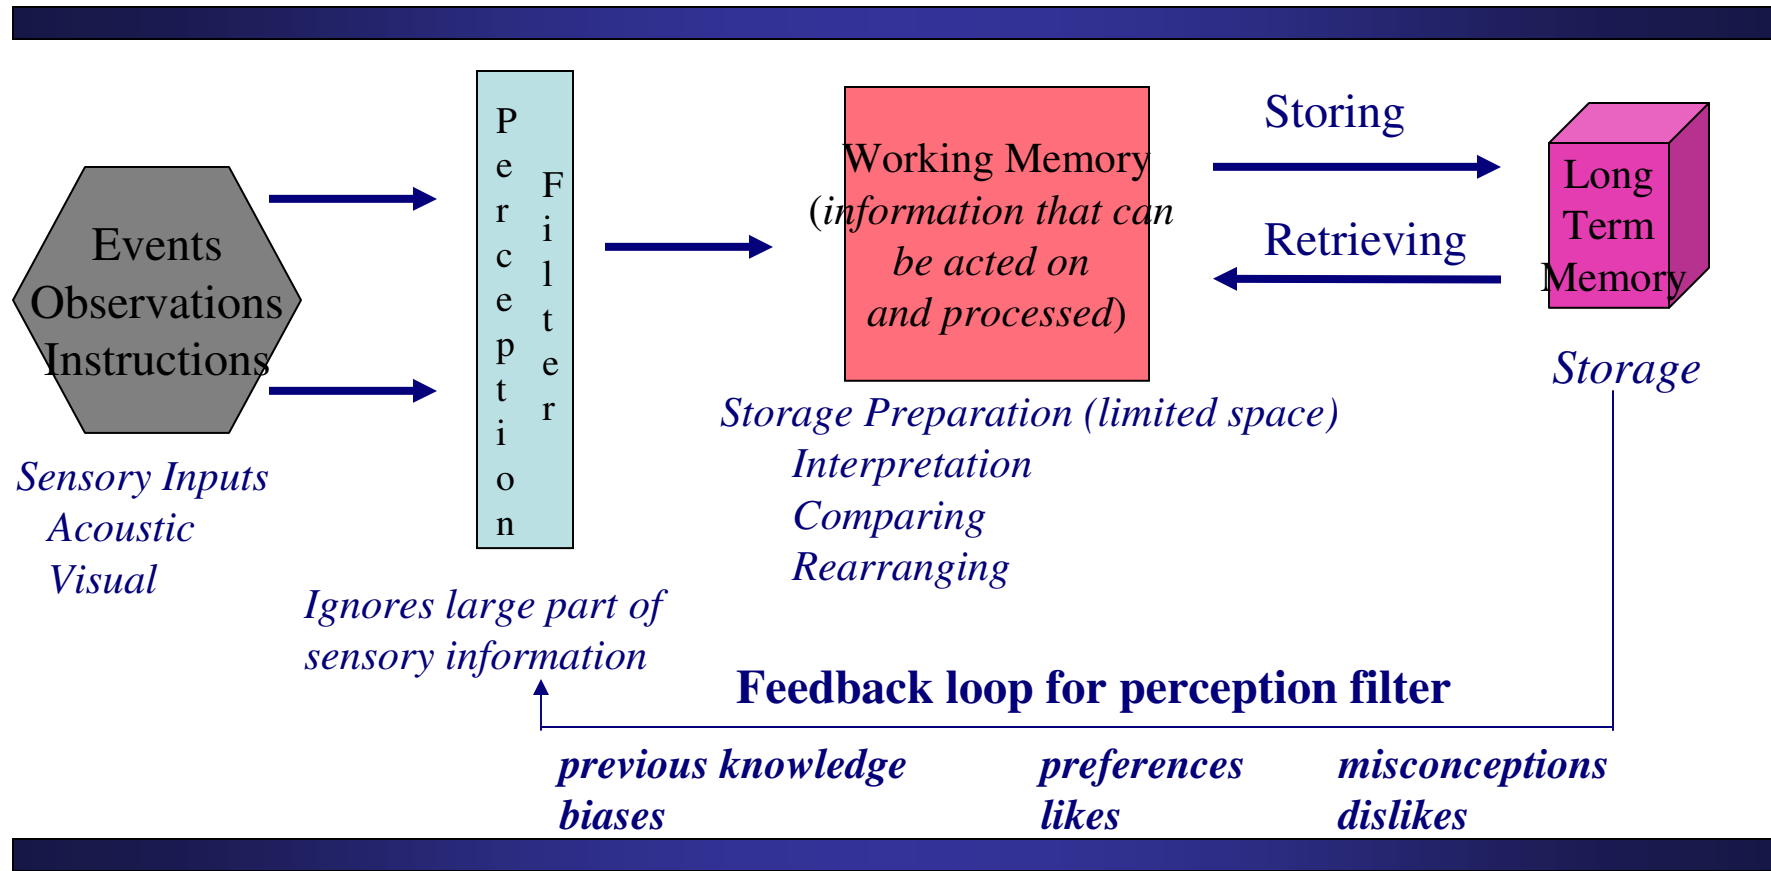 Events
Observations
Instructions
Sensory Inputs
Acoustic
Visual
Perception
Filter
Ignores large part of
sensory information
Working Memory
(information that can
be acted on
and processed)
Storage Preparation (limited space)
Interpretation
Comparing
Rearranging
Storing
Retrieving
Long
Term
Memory
Storage
Feedback loop for perception filter
previous knowledge preferences misconceptions
biases likes dislikes